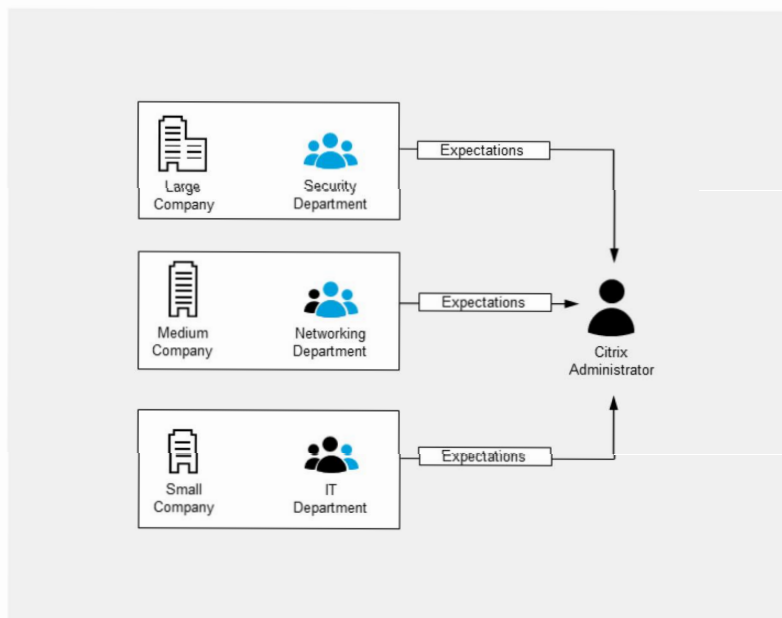 Large
Company
Security
Department
Expectations
Medium
Company
Networking
Department
Expectations
Citrix
Administrator
Small
Company
IT
Department
Expectations